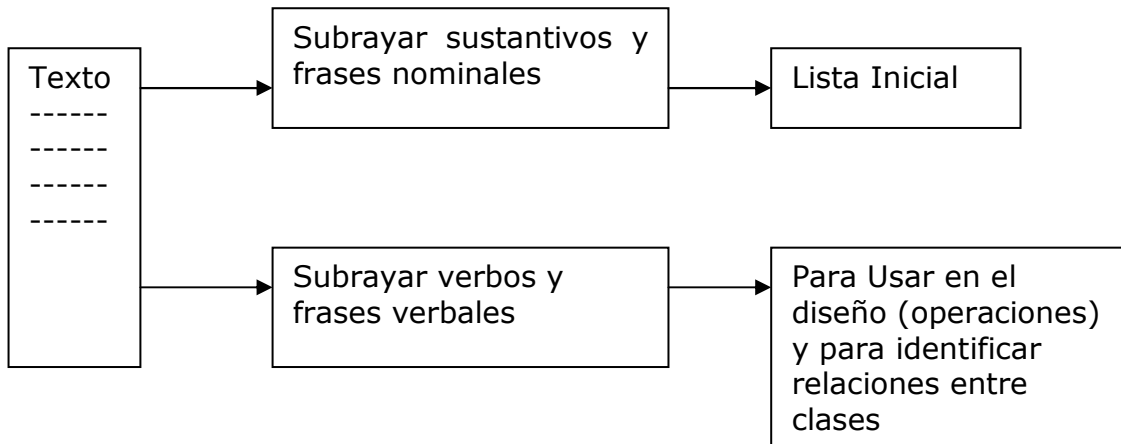 Texto
------
------
------
------
Subrayar sustantivos y
frases nominales
Lista Inicial
Subrayar verbos y
frases verbales
Para Usar en el
diseño (operaciones)
y para identificar
relaciones entre
clases